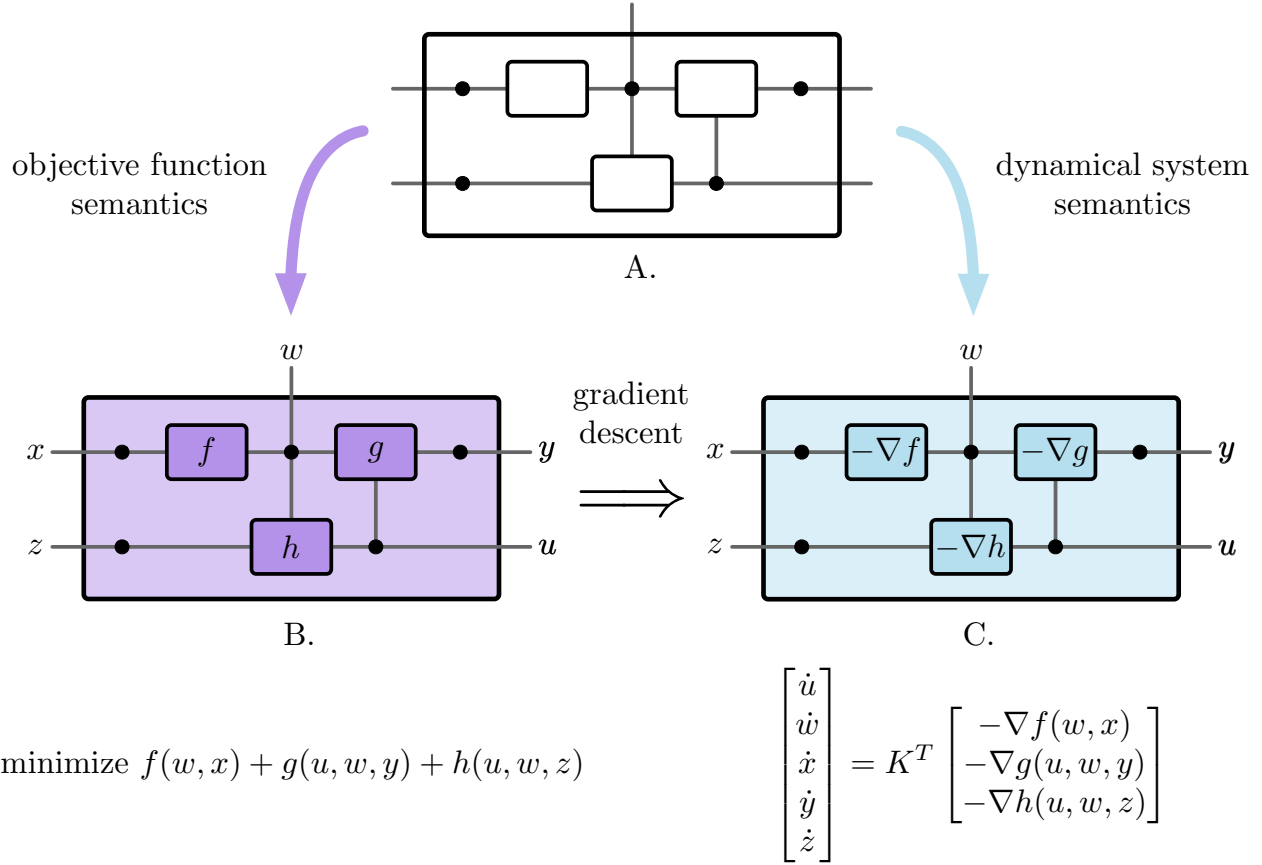 objective function
semantics
dynamical system
semantics
A.
w
x
f
g
y
z
h
u
B.
gradient
descent
w
x
−∇f
−∇g
y
z
−∇h
u
C.
minimize f(w, x) + g(u, w, y) + h(u, w, z)
[u̇ ẇ ẋ ẏ ż] = K^T [−∇f(w, x) −∇g(u, w, y) −∇h(u, w, z)]